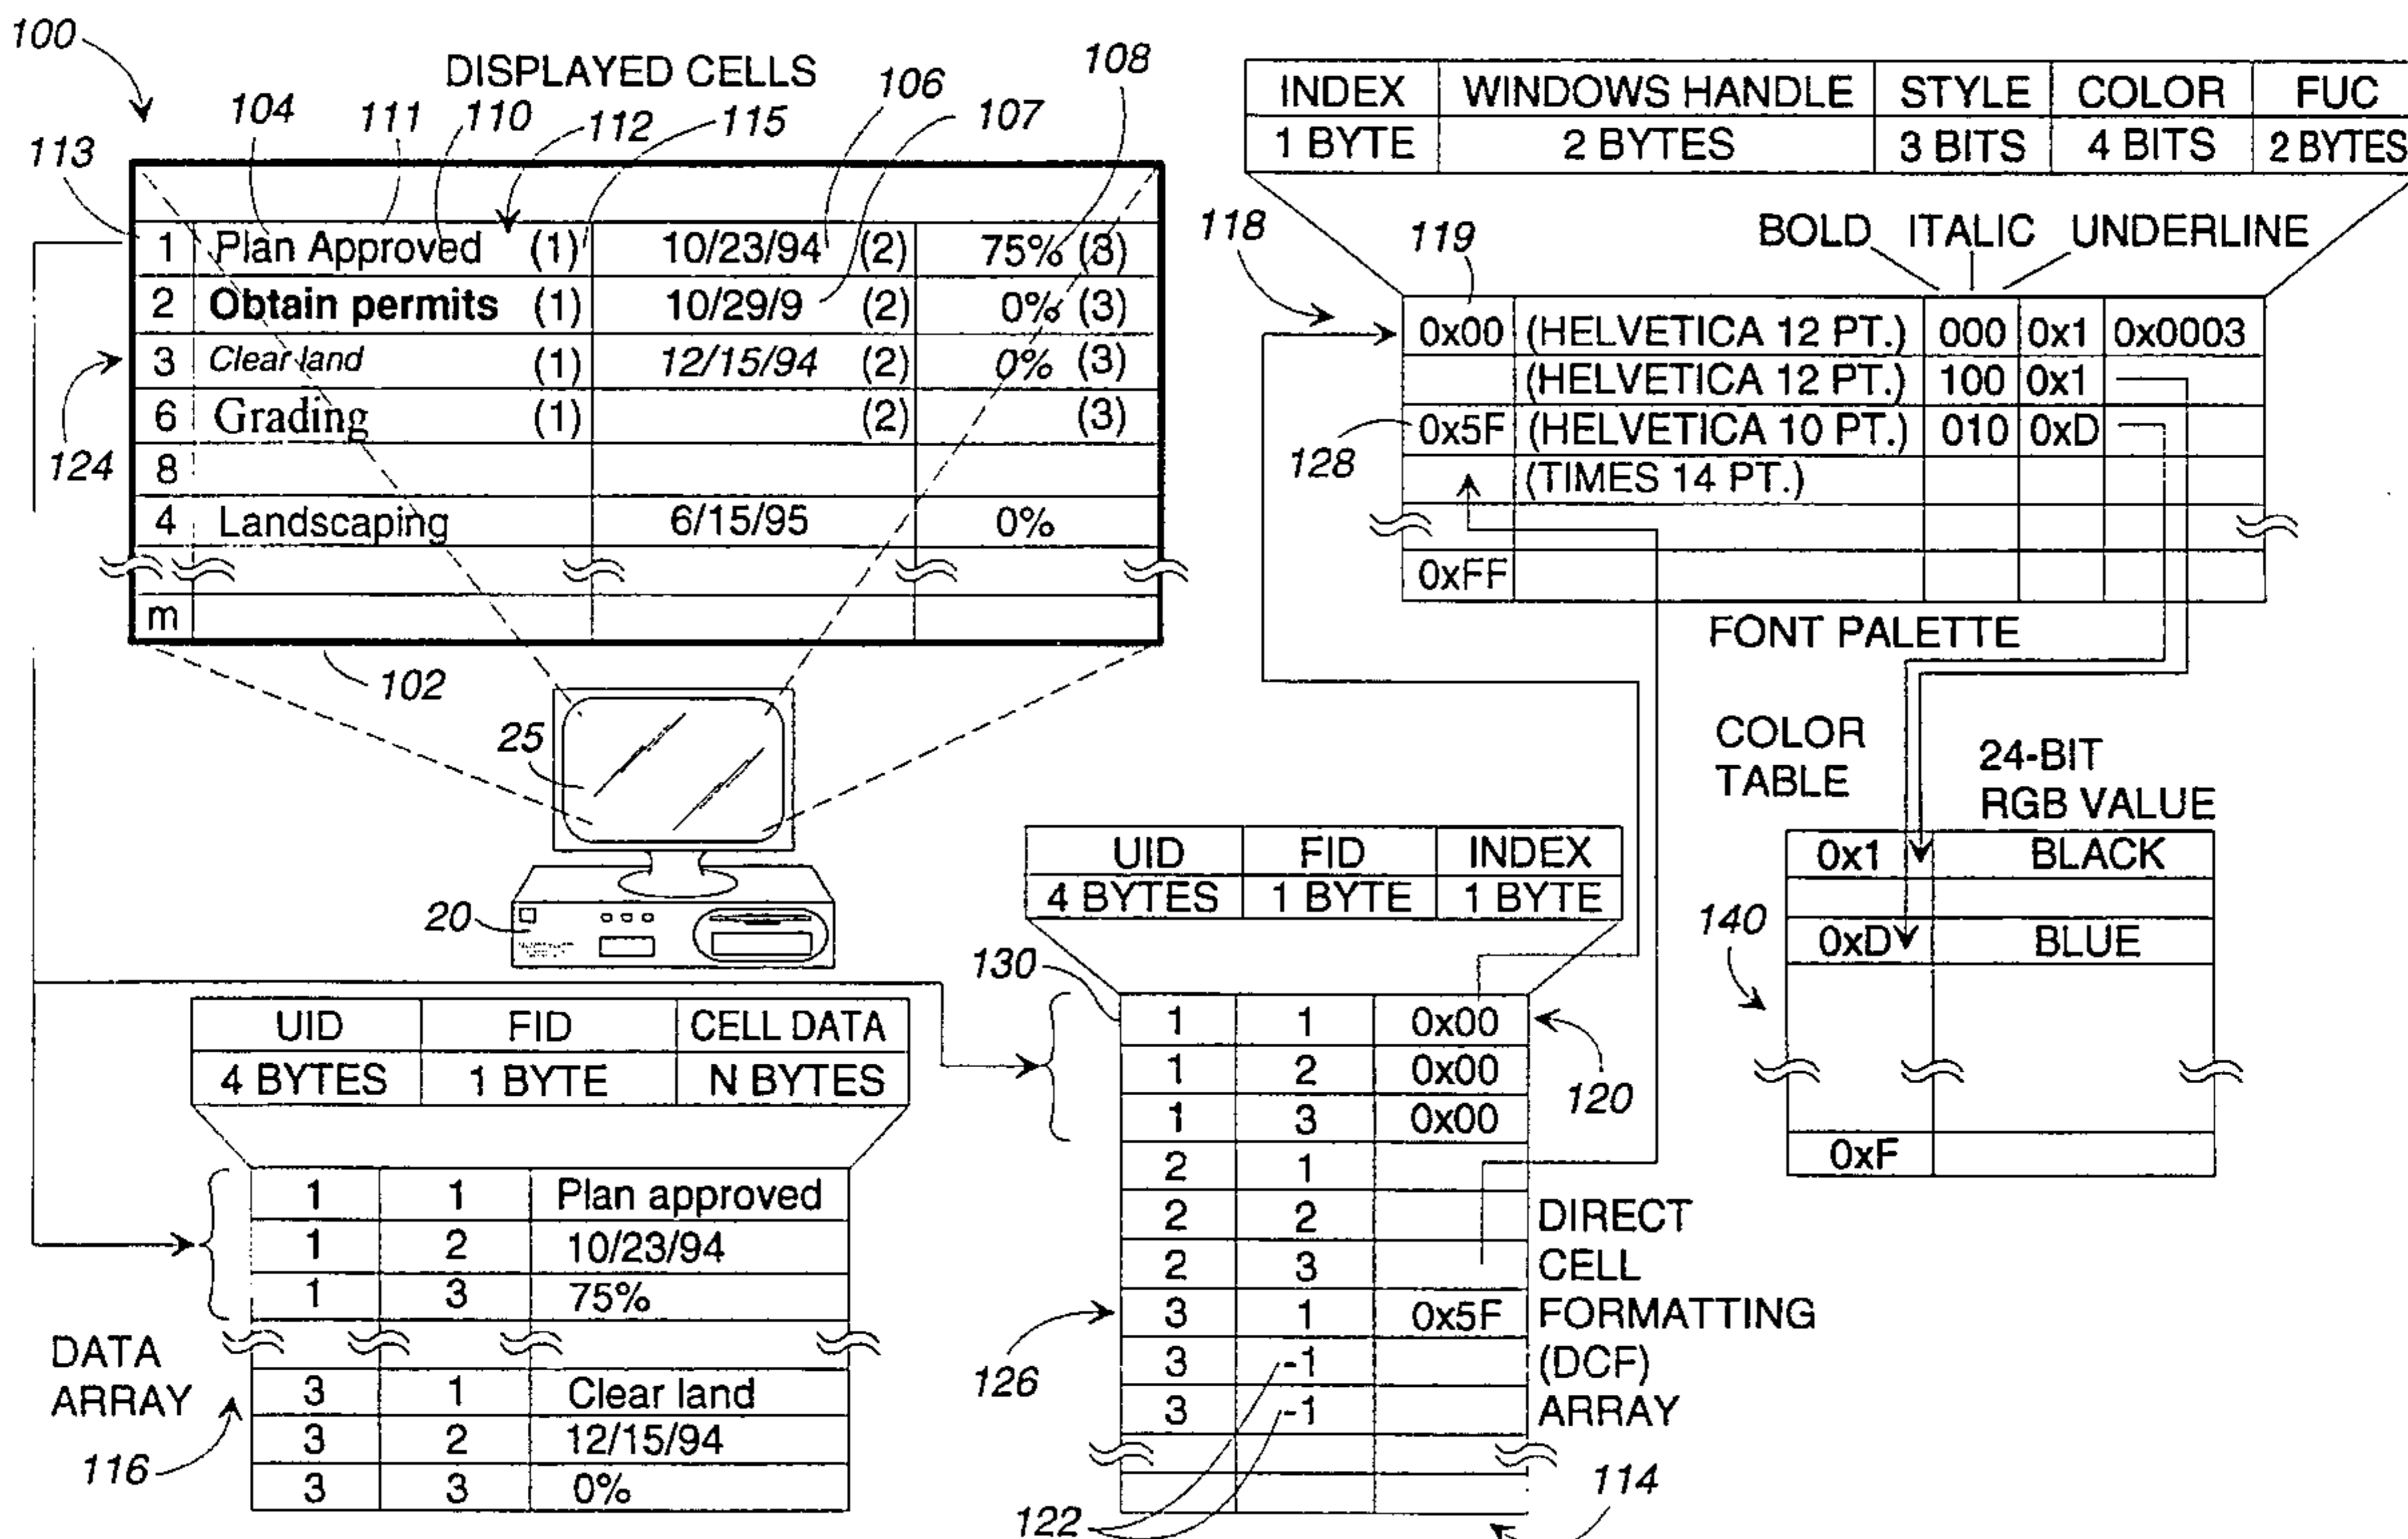 100
DISPLAYED CELLS
104 111 110 112 115 106 107 108
113
1 Plan Approved (1) 10/23/94 (2) 75% (3)
2 Obtain permits (1) 10/29/9 (2) 0% (3)
3 Clear land (1) 12/15/94 (2) 0% (3)
6 Grading (1) (2) (3)
8
4 Landscaping 6/15/95 0%
m
124
102
25
20
INDEX WINDOWS HANDLE STYLE COLOR FUC
1 BYTE 2 BYTES 3 BITS 4 BITS 2 BYTES
118 119
BOLD ITALIC UNDERLINE
0x00 (HELVETICA 12 PT.) 000 0x1 0x0003
(HELVETICA 12 PT.) 100 0x1
0x5F (HELVETICA 10 PT.) 010 0xD
(TIMES 14 PT.)
0xFF
128
FONT PALETTE
COLOR
TABLE
24-BIT
RGB VALUE
0x1 BLACK
0xD BLUE
0xF
140
UID FID CELL DATA
4 BYTES 1 BYTE N BYTES
1 1 Plan approved
1 2 10/23/94
1 3 75%
3 1 Clear land
3 2 12/15/94
3 3 0%
DATA
ARRAY
116
UID FID INDEX
4 BYTES 1 BYTE 1 BYTE
130
1 1 0x00
1 2 0x00
1 3 0x00
2 1
2 2
2 3
3 1 0x5F
3 -1
3 -1
120
126
122
DIRECT
CELL
FORMATTING
(DCF)
ARRAY
114